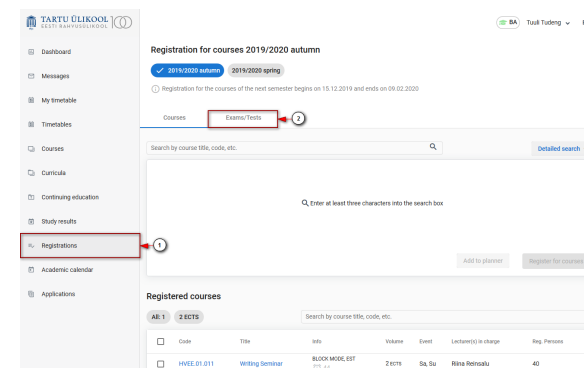 TARTU ÜLIKOOL 100
EESTI RAHVUSÜLIKOOL
BA Tuuli Tudeng
Dashboard
Messages
My timetable
Timetables
Courses
Curricula
Continuing education
Study results
Registrations
1
Academic calendar
Applications
Registration for courses 2019/2020 autumn
2019/2020 autumn 2019/2020 spring
Registration for the courses of the next semester begins on 15.12.2019 and ends on 09.02.2020
Courses Exams/Tests 2
Search by course title, code, etc. Detailed search
Enter at least three characters into the search box
Add to planner Register for courses
Registered courses
All: 1 2 ECTS Search by course title, code, etc.
Code Title Info Volume Event Lecturer(s) in charge Reg. Persons
HVEE.01.011 Writing Seminar BLOCK MODE, EST 2 ECTS Sa, Su Riina Reinsalu 40